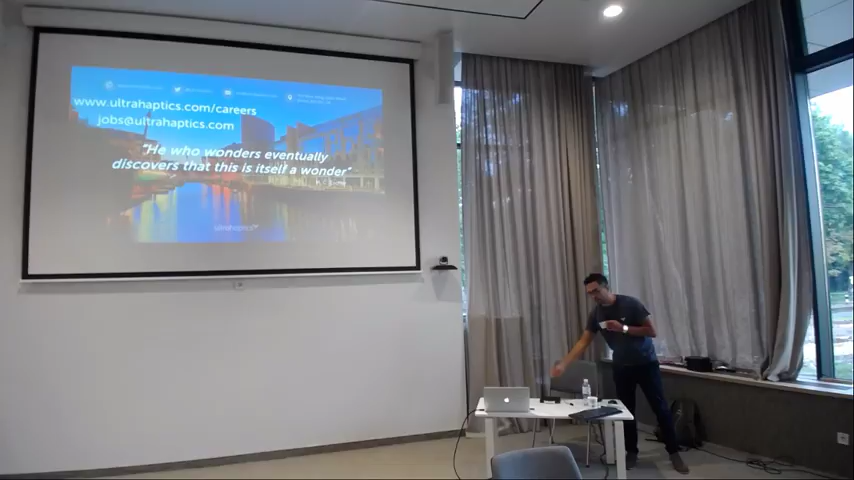 www.ultrahaptics.com/careers
jobs@ultrahaptics.com
"He who wonders eventually
discovers that this is itself a wonder"
ultrahaptics